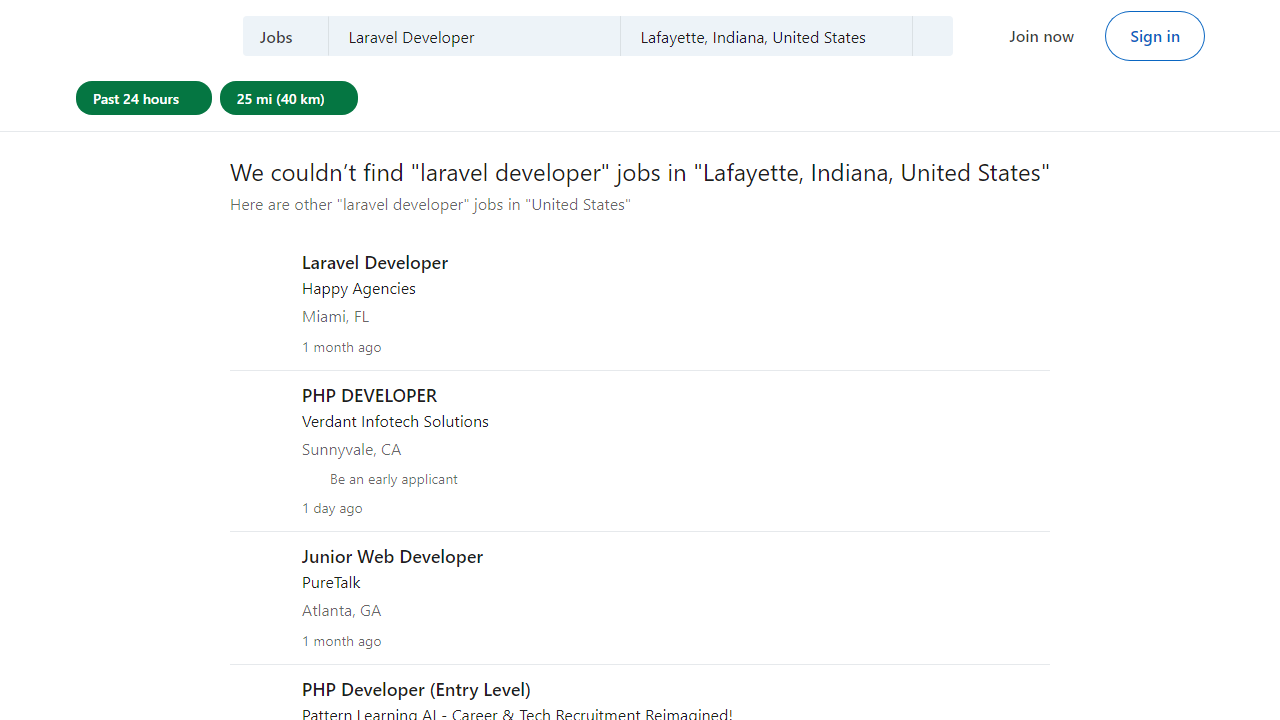 Jobs
Laravel Developer
Lafayette, Indiana, United States
Join now
Sign in
Past 24 hours
25 mi (40 km)
We couldn’t find "laravel developer" jobs in "Lafayette, Indiana, United States"
Here are other "laravel developer" jobs in "United States"
Laravel Developer
Happy Agencies
Miami, FL
1 month ago
PHP DEVELOPER
Verdant Infotech Solutions
Sunnyvale, CA
Be an early applicant
1 day ago
Junior Web Developer
PureTalk
Atlanta, GA
1 month ago
PHP Developer (Entry Level)
Pattern Learning AI - Career & Tech Recruitment Reimagined!